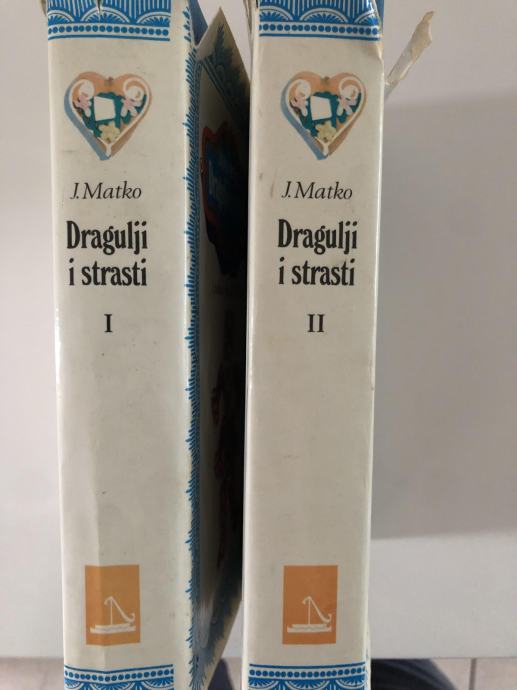 J. Matko
Dragulji
i strasti
I
J. Matko
Dragulji
i strasti
II